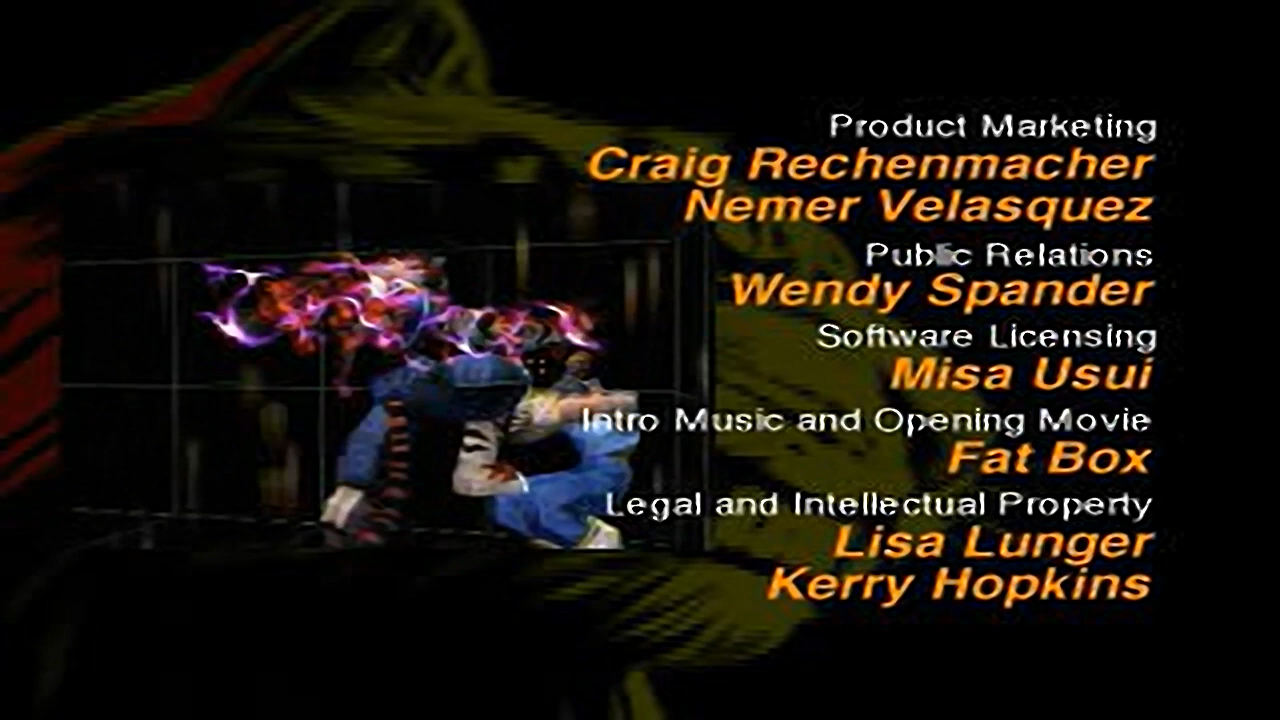 Product Marketing
Craig Rechenmacher
Nemer Velasquez
Public Relations
Wendy Spander
Software Licensing
Misa Usui
Intro Music and Opening Movie
Fat Box
Legal and Intellectual Property
Lisa Lunger
Kerry Hopkins